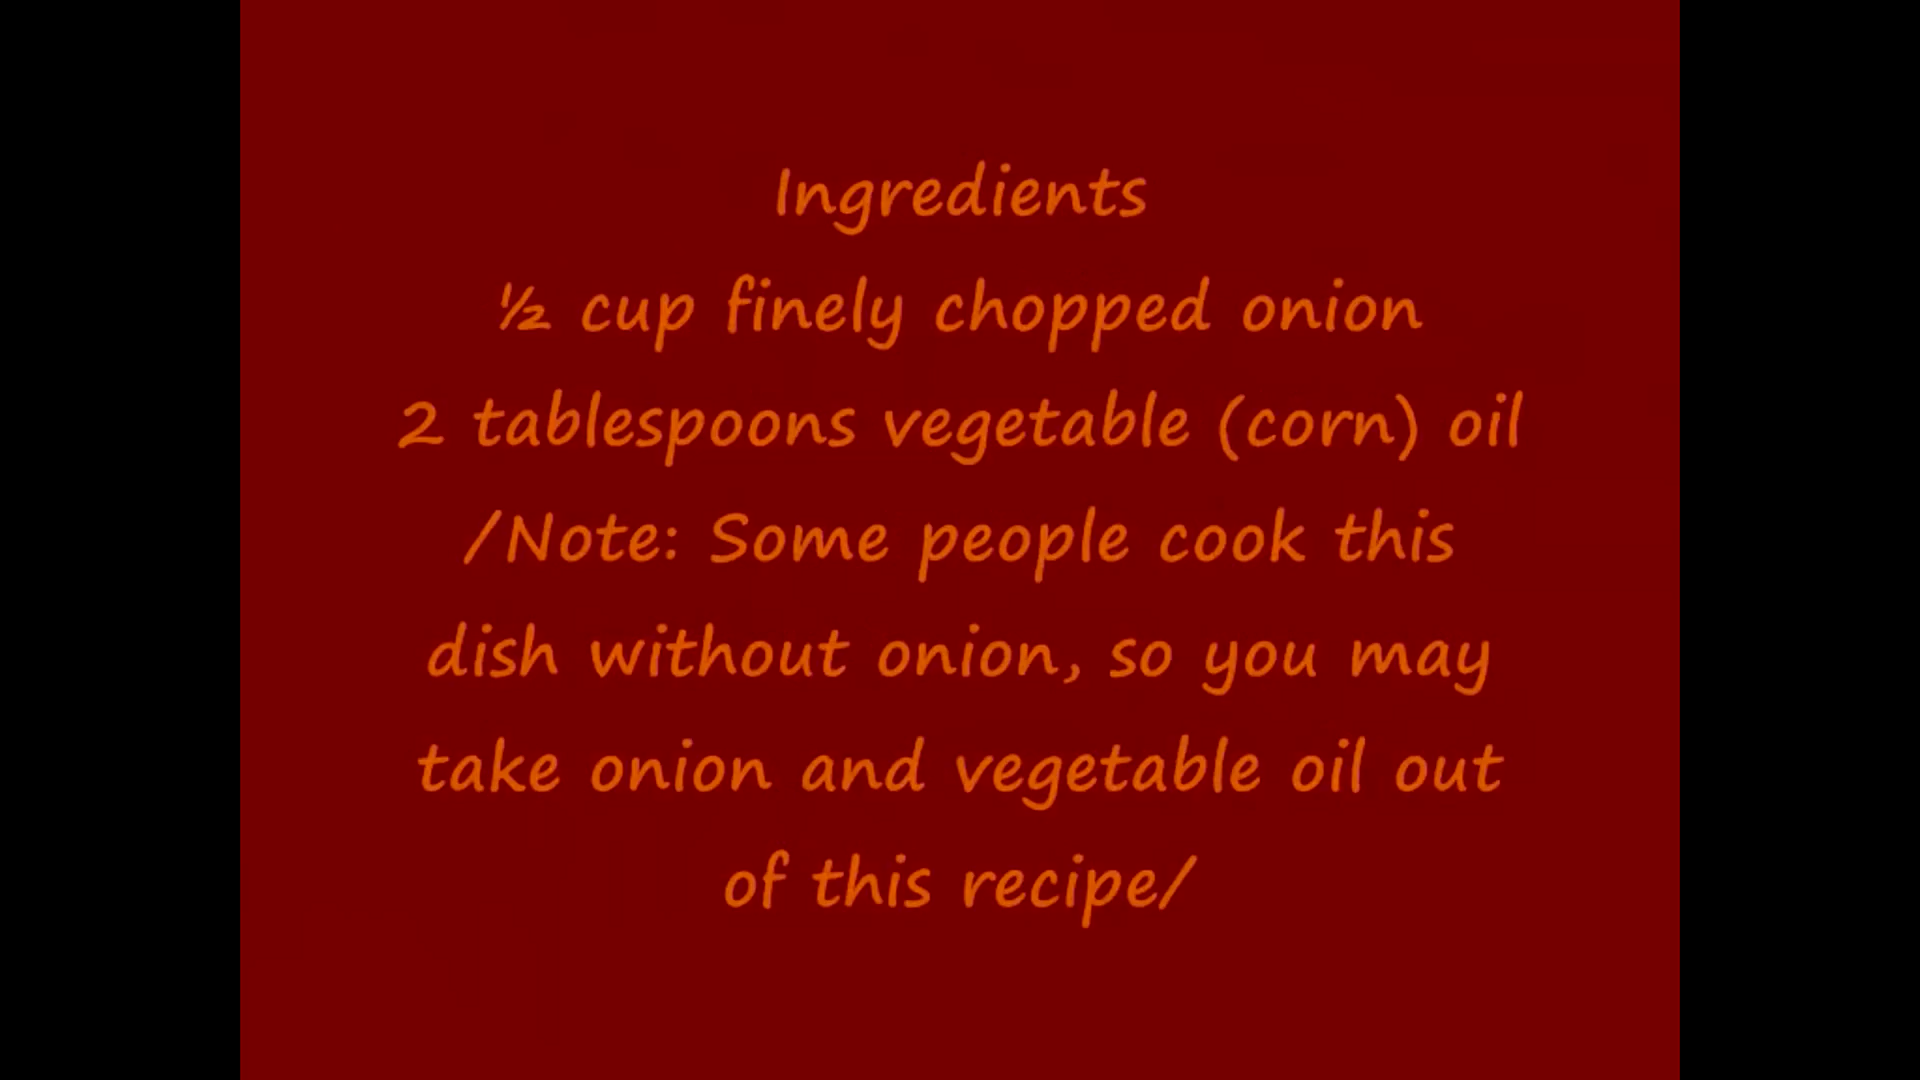 Ingredients
½ cup finely chopped onion
2 tablespoons vegetable (corn) oil
/Note: Some people cook this
dish without onion, so you may
take onion and vegetable oil out
of this recipe/